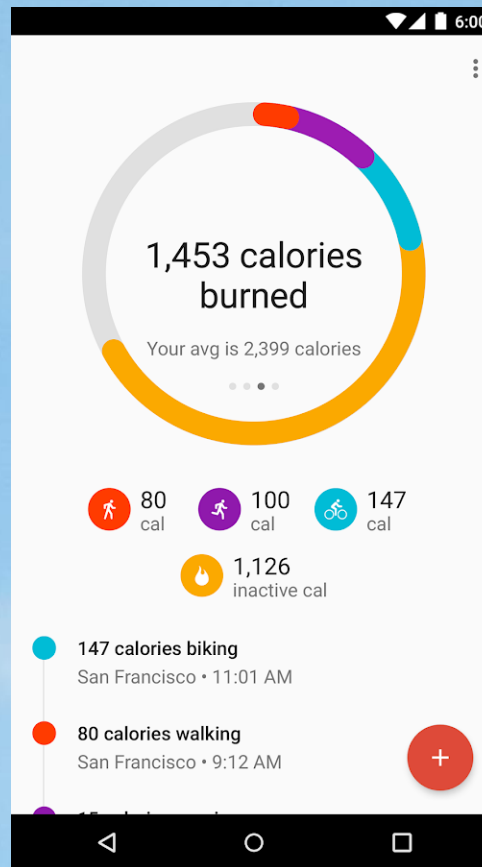 6:00
1,453 calories
burned
Your avg is 2,399 calories
80
cal
100
cal
147
cal
1,126
inactive cal
147 calories biking
San Francisco • 11:01 AM
80 calories walking
San Francisco • 9:12 AM